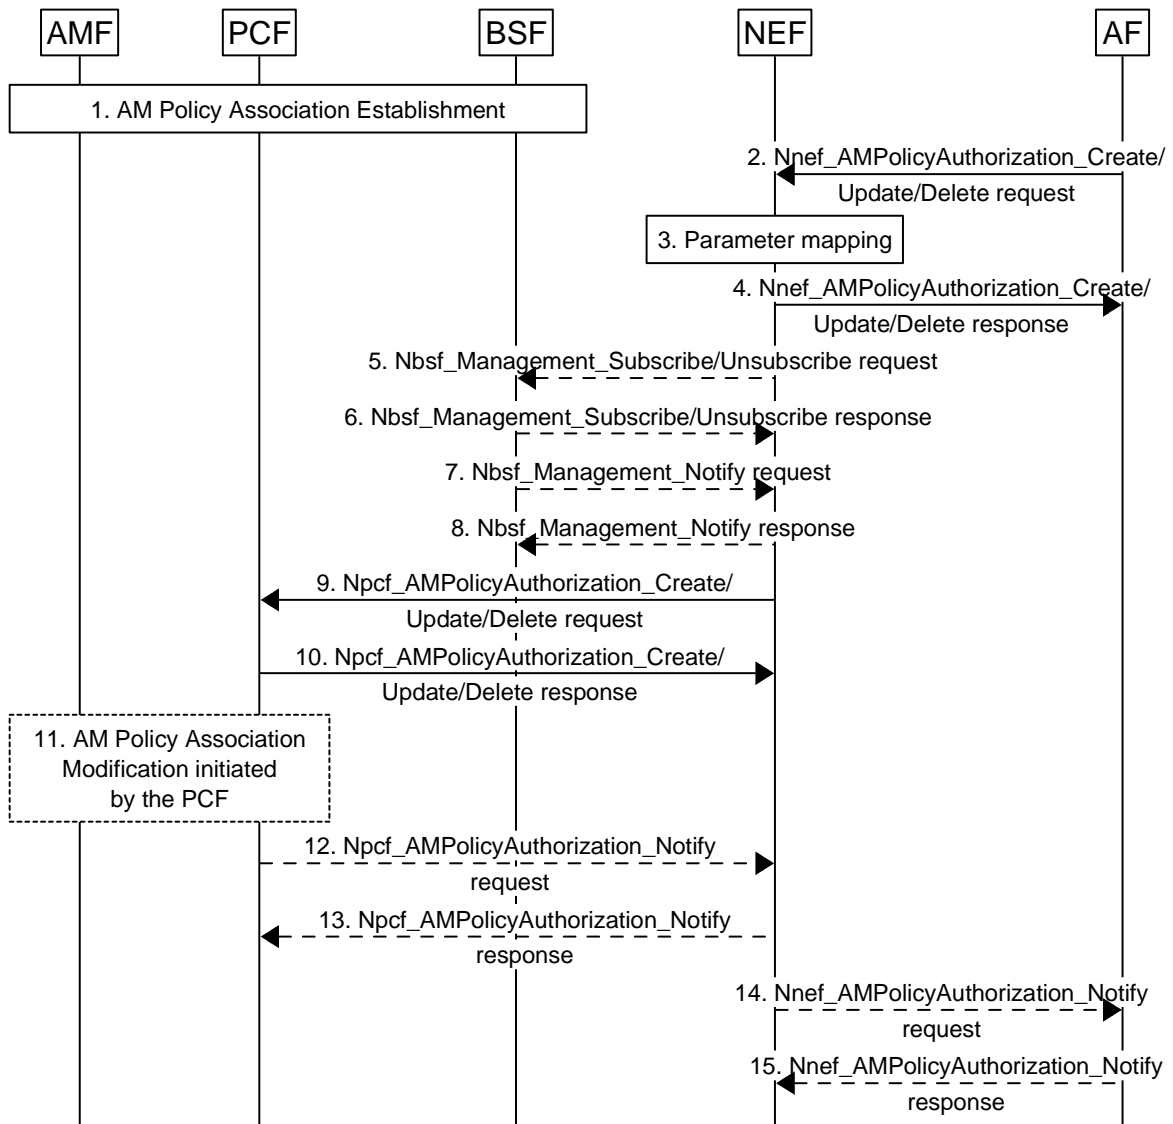 AMF PCF BSF NEF AF
1. AM Policy Association Establishment
2. Nnef_AMPolicyAuthorization_Create/
Update/Delete request
3. Parameter mapping
4. Nnef_AMPolicyAuthorization_Create/
Update/Delete response
5. Nbsf_Management_Subscribe/Unsubscribe request
6. Nbsf_Management_Subscribe/Unsubscribe response
7. Nbsf_Management_Notify request
8. Nbsf_Management_Notify response
9. Npcf_AMPolicyAuthorization_Create/
Update/Delete request
10. Npcf_AMPolicyAuthorization_Create/
Update/Delete response
11. AM Policy Association
Modification initiated
by the PCF
12. Npcf_AMPolicyAuthorization_Notify
request
13. Npcf_AMPolicyAuthorization_Notify
response
14. Nnef_AMPolicyAuthorization_Notify
request
15. Nnef_AMPolicyAuthorization_Notify
response